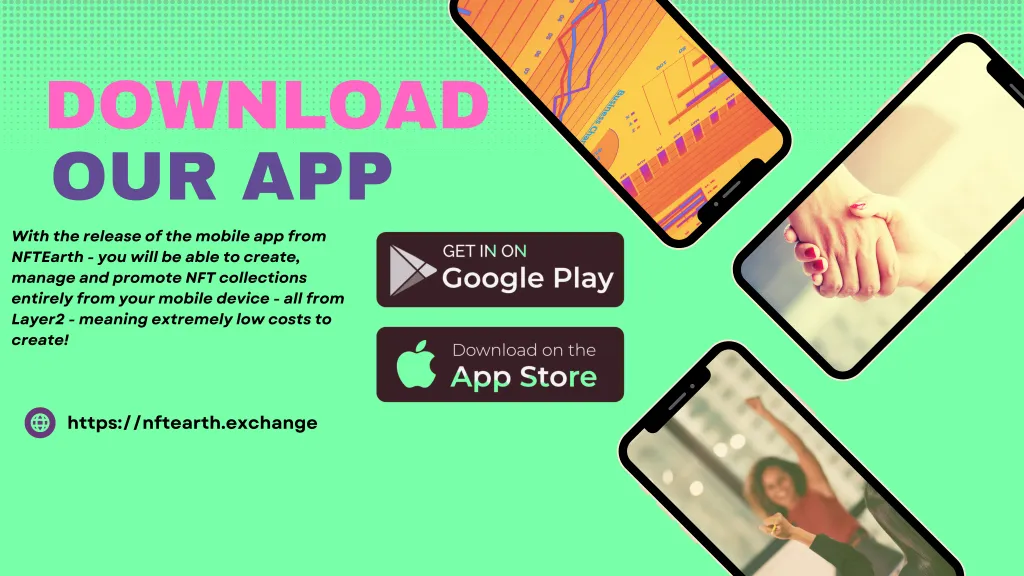 DOWNLOAD
OUR APP
With the release of the mobile app from
NFTEarth - you will be able to create,
manage and promote NFT collections
entirely from your mobile device - all from
Layer2 - meaning extremely low costs to
create!
GET IN ON
Google Play
Download on the
App Store
https://nftearth.exchange